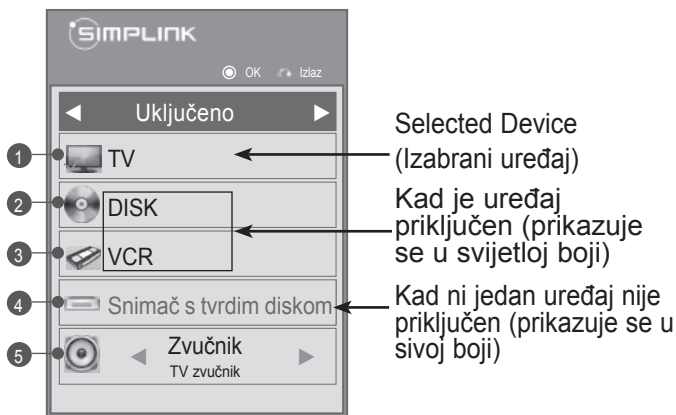 SIMPLINK
OK Izlaz
Uključeno
1 TV
2 DISK
3 VCR
4 Snimač s tvrdim diskom
5 Zvučnik
TV zvučnik
Selected Device
(Izabrani uređaj)
Kad je uređaj
priključen (prikazuje
se u svijetloj boji)
Kad ni jedan uređaj nije
priključen (prikazuje se u
sivoj boji)